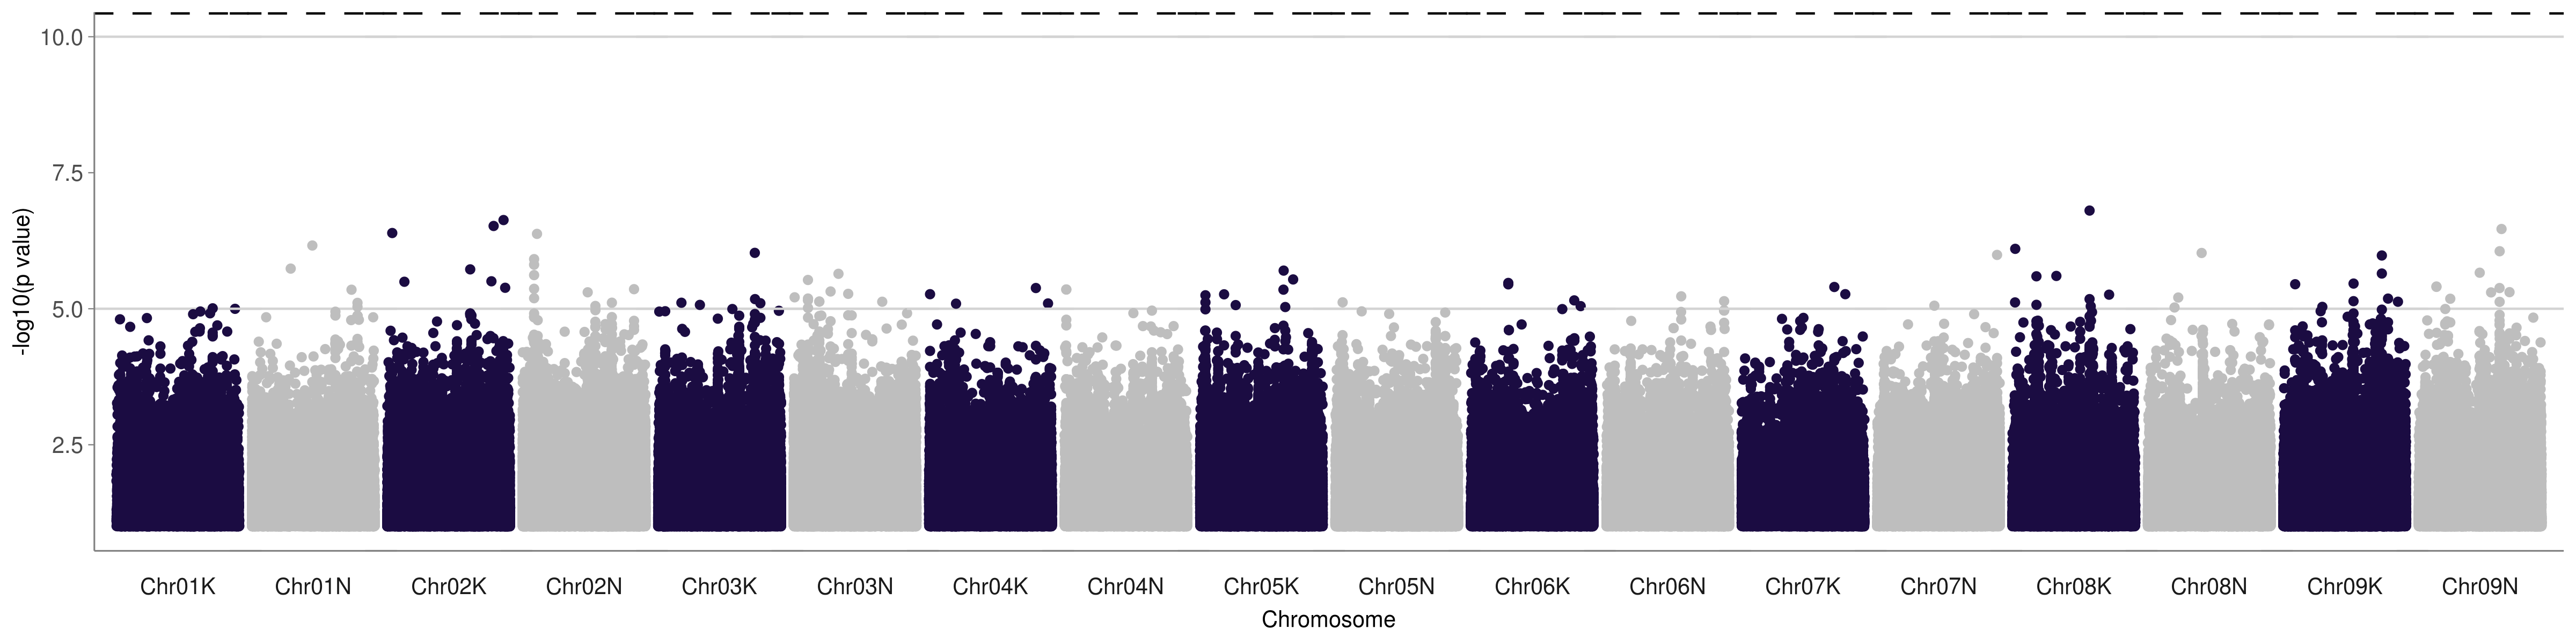 10.0
7.5
5.0
2.5
-log10(p value)
Chr01K Chr01N Chr02K Chr02N Chr03K Chr03N Chr04K Chr04N Chr05K Chr05N Chr06K Chr06N Chr07K Chr07N Chr08K Chr08N Chr09K Chr09N
Chromosome